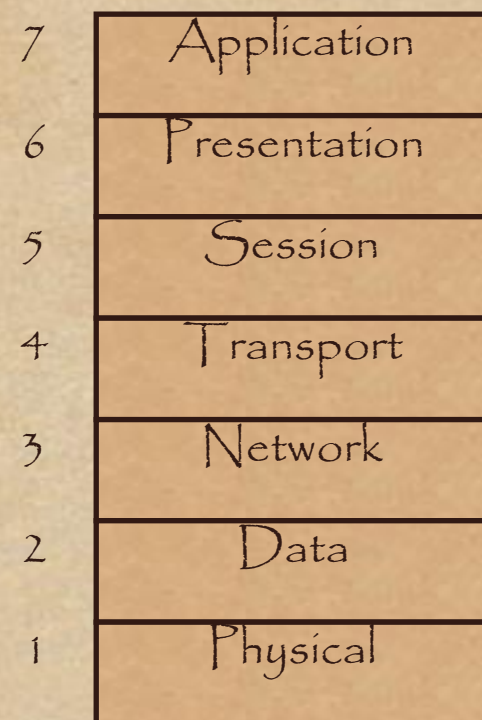 7 Application
6 Presentation
5 Session
4 Transport
3 Network
2 Data
1 Physical